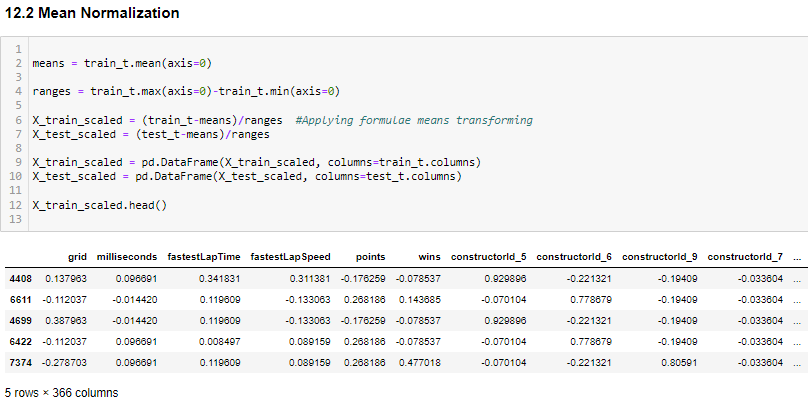 12.2 Mean Normalization
1
2 means = train_t.mean(axis=0)
3
4 ranges = train_t.max(axis=0)-train_t.min(axis=0)
5
6 X_train_scaled = (train_t-means)/ranges  #Applying formulae means transforming
7 X_test_scaled = (test_t-means)/ranges
8
9 X_train_scaled = pd.DataFrame(X_train_scaled, columns=train_t.columns)
10 X_test_scaled = pd.DataFrame(X_test_scaled, columns=test_t.columns)
11
12 X_train_scaled.head()
13
grid milliseconds fastestLapTime fastestLapSpeed points wins constructorId_5 constructorId_6 constructorId_9 constructorId_7 ...
4408 0.137963 0.096691 0.341831 0.311381 -0.176259 -0.078537 0.929896 -0.221321 -0.19409 -0.033604 ...
6611 -0.112037 -0.014420 0.119609 -0.133063 0.268186 0.143685 -0.070104 0.778679 -0.19409 -0.033604 ...
4699 0.387963 -0.014420 0.119609 -0.133063 -0.176259 -0.078537 0.929896 -0.221321 -0.19409 -0.033604 ...
6422 -0.112037 0.096691 0.008497 0.089159 0.268186 -0.078537 -0.070104 0.778679 -0.19409 -0.033604 ...
7374 -0.278703 0.096691 0.119609 0.089159 0.268186 0.477018 -0.070104 -0.221321 0.80591 -0.033604 ...
5 rows × 366 columns